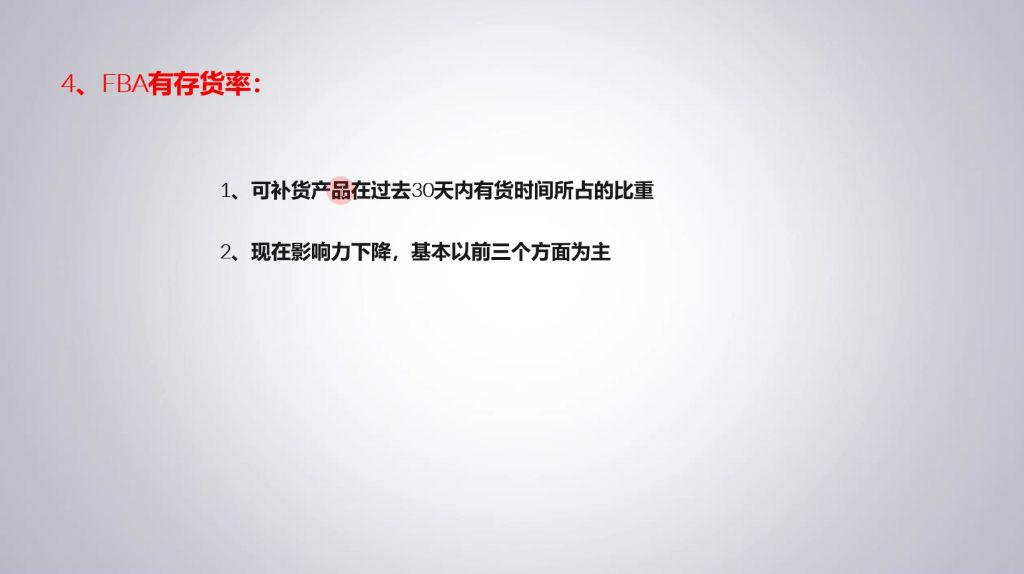 4、FBA有存货率：
1、可补货产品在过去30天内有货时间所占的比重
2、现在影响力下降，基本以前三个方面为主